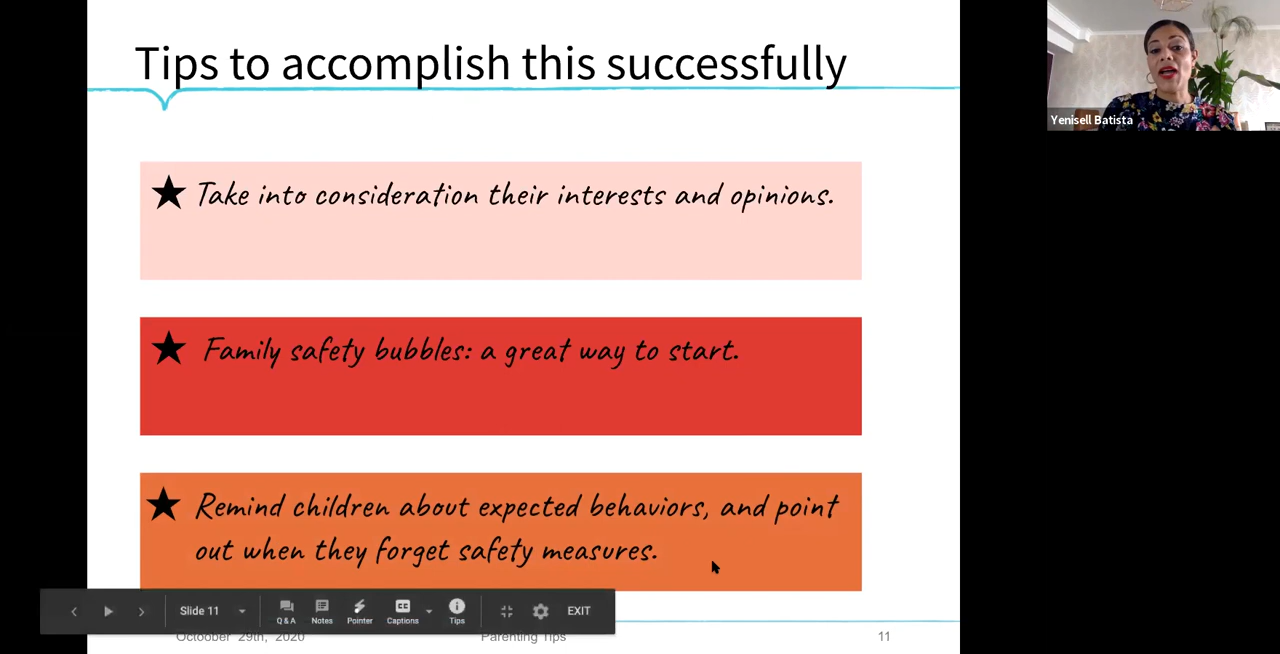 Tips to accomplish this successfully
Yenisell Batista
★ Take into consideration their interests and opinions.
★ Family safety bubbles: a great way to start.
★ Remind children about expected behaviors, and point
out when they forget safety measures.
Slide 11
Q & A
Notes
Pointer
CC
Captions
Tips
EXIT
October 29th, 2020
Parenting Tips
11